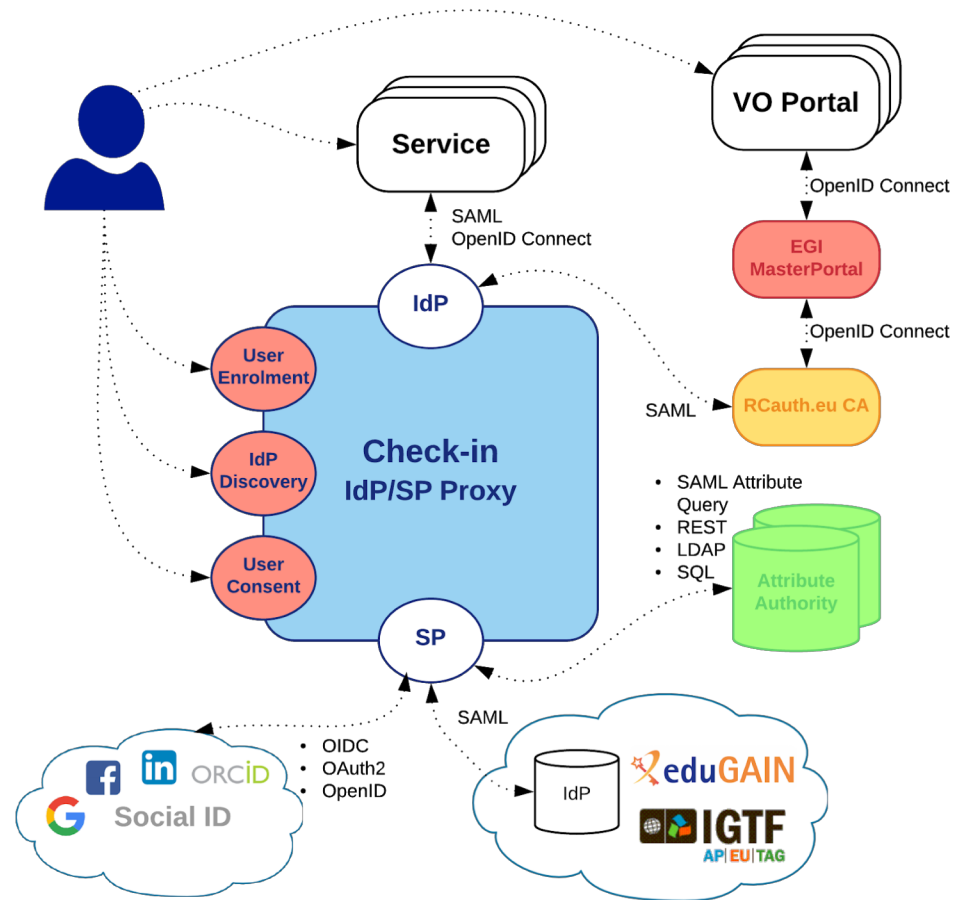 VO Portal
Service
OpenID Connect
SAML
OpenID Connect
EGI
MasterPortal
IdP
OpenID Connect
User
Enrolment
RCauth.eu CA
SAML
Check-in
IdP/SP Proxy
IdP
Discovery
• SAML Attribute
Query
• REST
• LDAP
• SQL
Attribute
Authority
User
Consent
SP
SAML
• OIDC
• OAuth2
• OpenID
f
in
ORCiD
G
Social ID
IdP
eduGAIN
IGTF
AP|EU|TAG